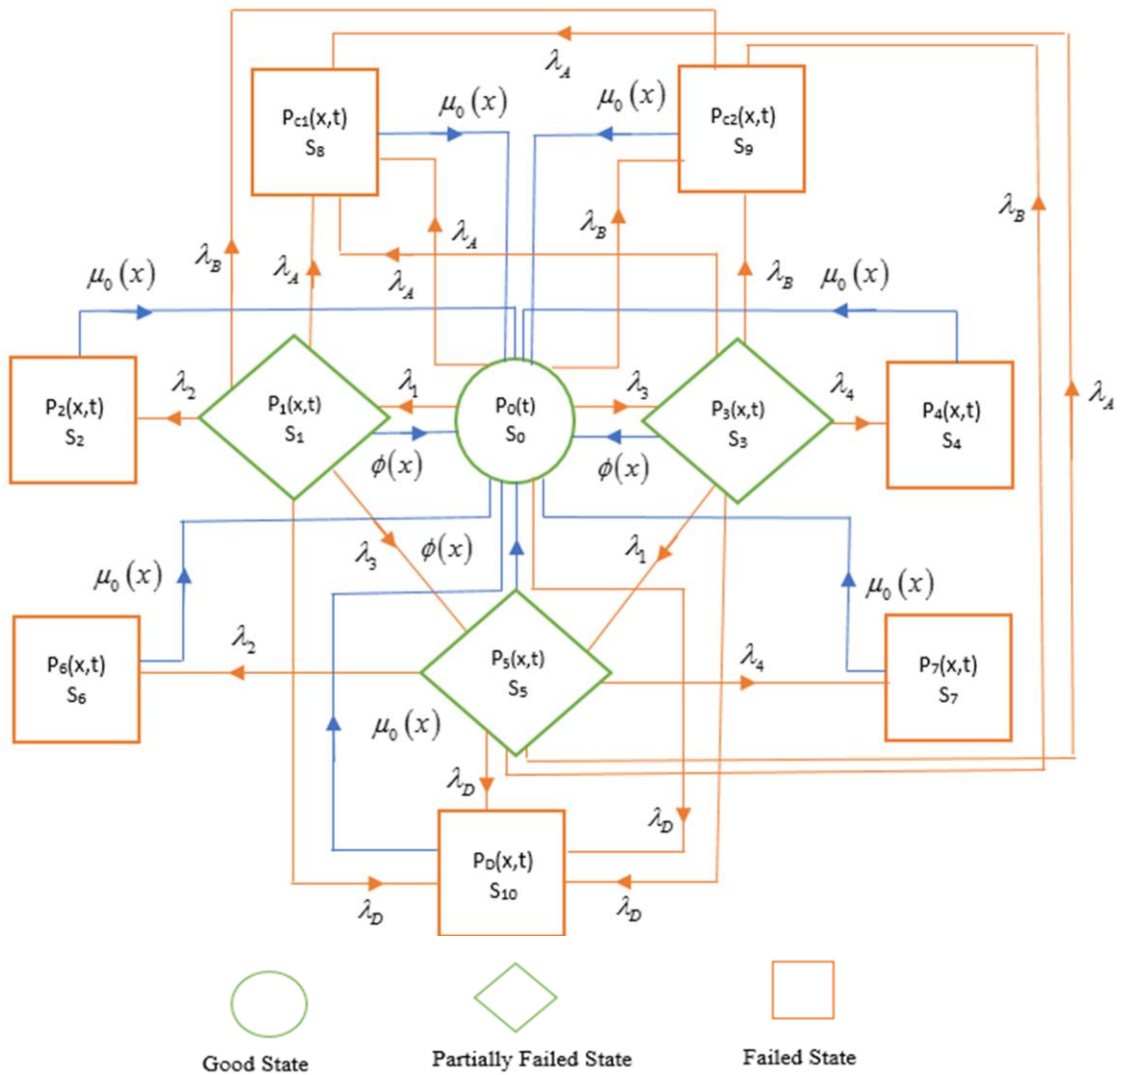 λA
Pc1(x,t)
S8
μ0(x)
μ0(x)
Pc2(x,t)
S9
λB
λB
λA
λA
λB
λA
λB
μ0(x)
μ0(x)
P2(x,t)
S2
λ2
P1(x,t)
S1
λ1
P0(t)
S0
λ3
P3(x,t)
S3
λ4
P4(x,t)
S4
λA
ϕ(x)
ϕ(x)
λ3
ϕ(x)
λ1
μ0(x)
μ0(x)
P6(x,t)
S6
λ2
P5(x,t)
S5
λ4
P7(x,t)
S7
μ0(x)
λD
λD
PD(x,t)
S10
λD
λD
Good State
Partially Failed State
Failed State